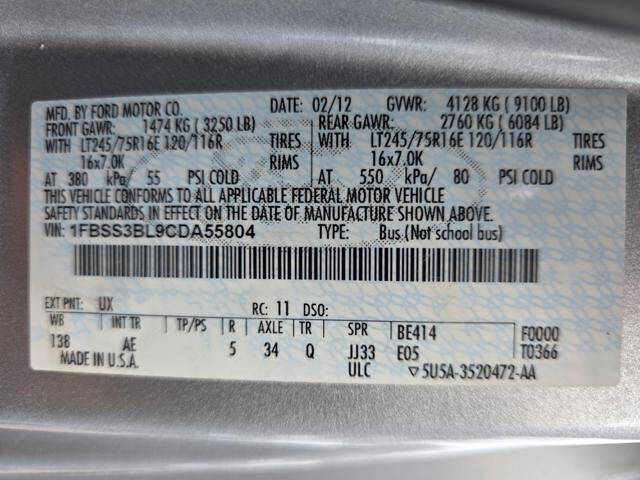 MFD. BY FORD MOTOR CO. DATE: 02/12 GVWR: 4128 KG ( 9100 LB)
FRONT GAWR: 1474 KG ( 3250 LB) REAR GAWR: 2760 KG ( 6084 LB)
WITH LT245/75R16E 120/116R TIRES WITH LT245/75R16E 120/116R TIRES
16x7.0K RIMS 16x7.0K RIMS
AT 380 kPa/ 55 PSI COLD AT 550 kPa/ 80 PSI COLD
THIS VEHICLE CONFORMS TO ALL APPLICABLE FEDERAL MOTOR VEHICLE
SAFETY STANDARDS IN EFFECT ON THE DATE OF MANUFACTURE SHOWN ABOVE.
VIN: 1FBSS3BL9CDA55804 TYPE: Bus (Not school bus)
EXT PNT: UX RC: 11 DSO:
WB INT TR TP/PS R AXLE TR SPR BE414 F0000
138 AE 5 34 Q JJ33 E05 T0366
MADE IN U.S.A. ULC ▽5U5A-3520472-AA